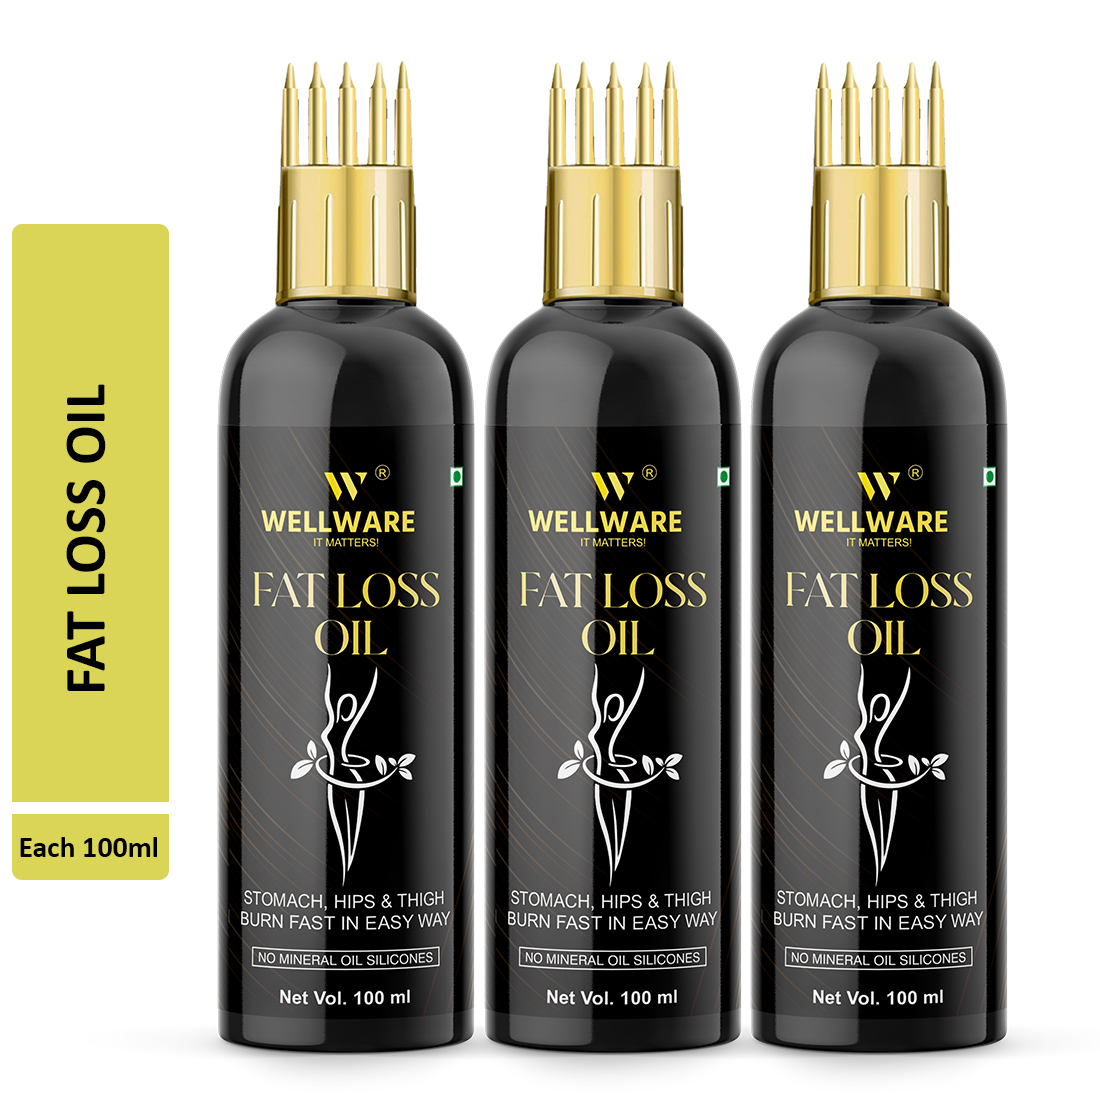 FAT LOSS OIL
Each 100ml
W ®
WELLWARE
IT MATTERS!
FAT LOSS
OIL
STOMACH, HIPS & THIGH
BURN FAST IN EASY WAY
NO MINERAL OIL SILICONES
Net Vol. 100 ml
W ®
WELLWARE
IT MATTERS!
FAT LOSS
OIL
STOMACH, HIPS & THIGH
BURN FAST IN EASY WAY
NO MINERAL OIL SILICONES
Net Vol. 100 ml
W ®
WELLWARE
IT MATTERS!
FAT LOSS
OIL
STOMACH, HIPS & THIGH
BURN FAST IN EASY WAY
NO MINERAL OIL SILICONES
Net Vol. 100 ml